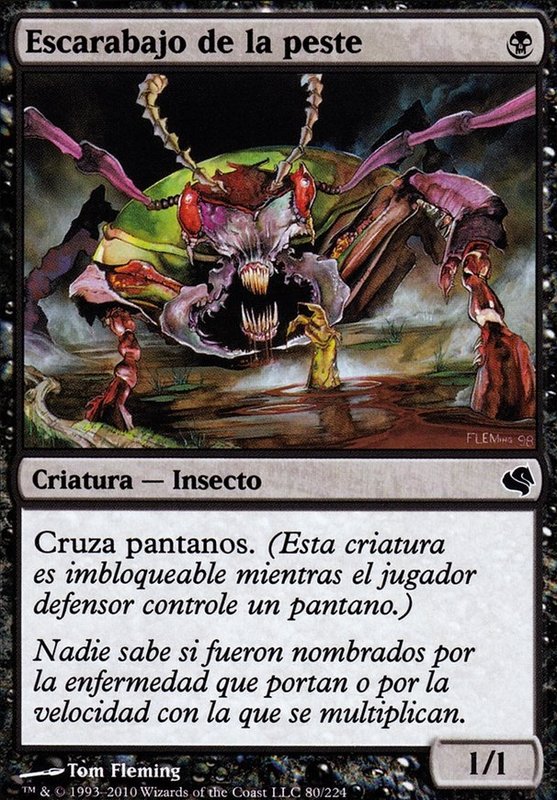 Escarabajo de la peste
FLEMING 98
Criatura — Insecto
Cruza pantanos. (Esta criatura
es imbloqueable mientras el jugador
defensor controle un pantano.)
Nadie sabe si fueron nombrados por
la enfermedad que portan o por la
velocidad con la que se multiplican.
1/1
Tom Fleming
™ & © 1993–2010 Wizards of the Coast LLC 80/224